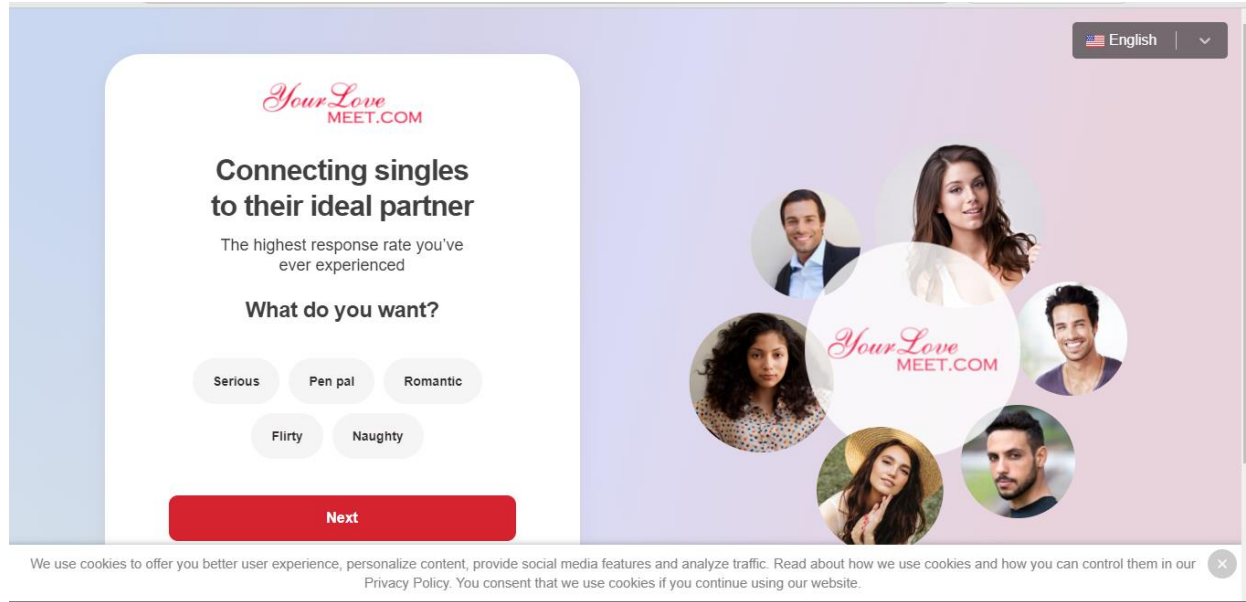 English
Your Love
MEET.COM
Connecting singles
to their ideal partner
The highest response rate you've
ever experienced
What do you want?
Serious Pen pal Romantic
Flirty Naughty
Next
Your Love
MEET.COM
We use cookies to offer you better user experience, personalize content, provide social media features and analyze traffic. Read about how we use cookies and how you can control them in our
Privacy Policy. You consent that we use cookies if you continue using our website.